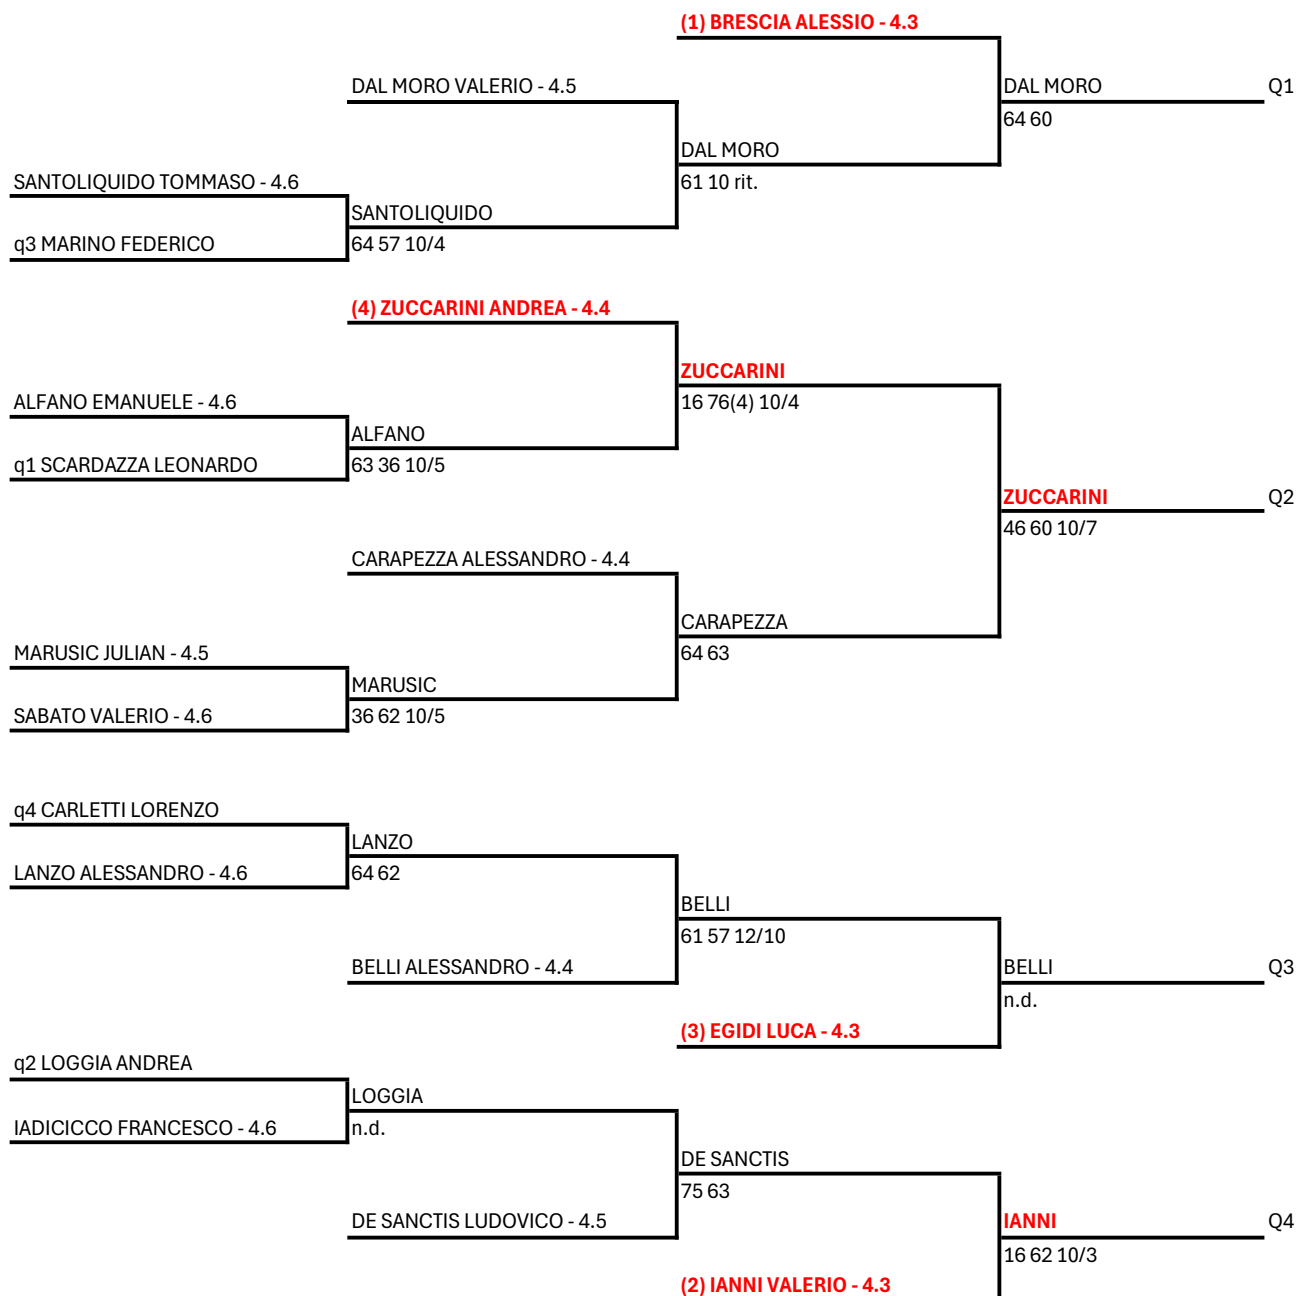 (1) BRESCIA ALESSIO - 4.3
DAL MORO VALERIO - 4.5
DAL MORO
Q1
64 60
DAL MORO
SANTOLIQUIDO TOMMASO - 4.6
61 10 rit.
SANTOLIQUIDO
q3 MARINO FEDERICO
64 57 10/4
(4) ZUCCARINI ANDREA - 4.4
ZUCCARINI
ALFANO EMANUELE - 4.6
16 76(4) 10/4
ALFANO
q1 SCARDAZZA LEONARDO
63 36 10/5
ZUCCARINI
Q2
46 60 10/7
CARAPEZZA ALESSANDRO - 4.4
CARAPEZZA
MARUSIC JULIAN - 4.5
64 63
MARUSIC
SABATO VALERIO - 4.6
36 62 10/5
q4 CARLETTI LORENZO
LANZO
LANZO ALESSANDRO - 4.6
64 62
BELLI
61 57 12/10
BELLI ALESSANDRO - 4.4
BELLI
Q3
n.d.
(3) EGIDI LUCA - 4.3
q2 LOGGIA ANDREA
LOGGIA
IADICICCO FRANCESCO - 4.6
n.d.
DE SANCTIS
75 63
DE SANCTIS LUDOVICO - 4.5
IANNI
Q4
16 62 10/3
(2) IANNI VALERIO - 4.3